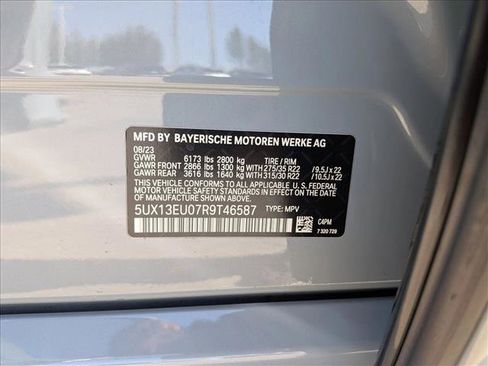 MFD BY BAYERISCHE MOTOREN WERKE AG
08/23
GVWR 6173 lbs 2800 kg TIRE / RIM
GAWR FRONT 2866 lbs 1300 kg WITH 275/35 R22 / 9.5J x 22
GAWR REAR 3616 lbs 1640 kg WITH 315/30 R22 / 10.5J x 22
THIS VEHICLE CONFORMS TO ALL APPLICABLE U.S. FEDERAL
MOTOR VEHICLE SAFETY STANDARDS IN EFFECT ON THE
DATE OF MANUFACTURE SHOWN ABOVE.
5UX13EU07R9T46587 TYPE: MPV
C4PM
7 320 729